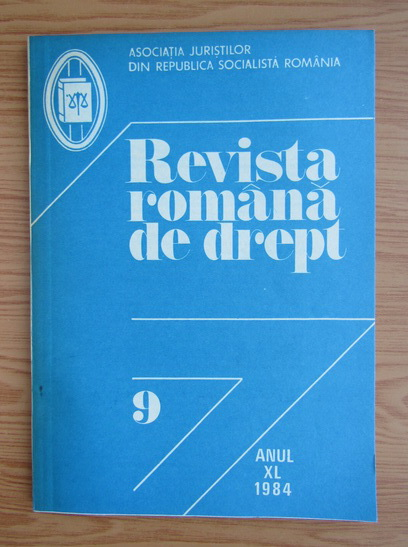 ASOCIAȚIA JURIȘTILOR
DIN REPUBLICA SOCIALISTĂ ROMÂNIA
Revista
română
de drept
9
ANUL
XL
1984